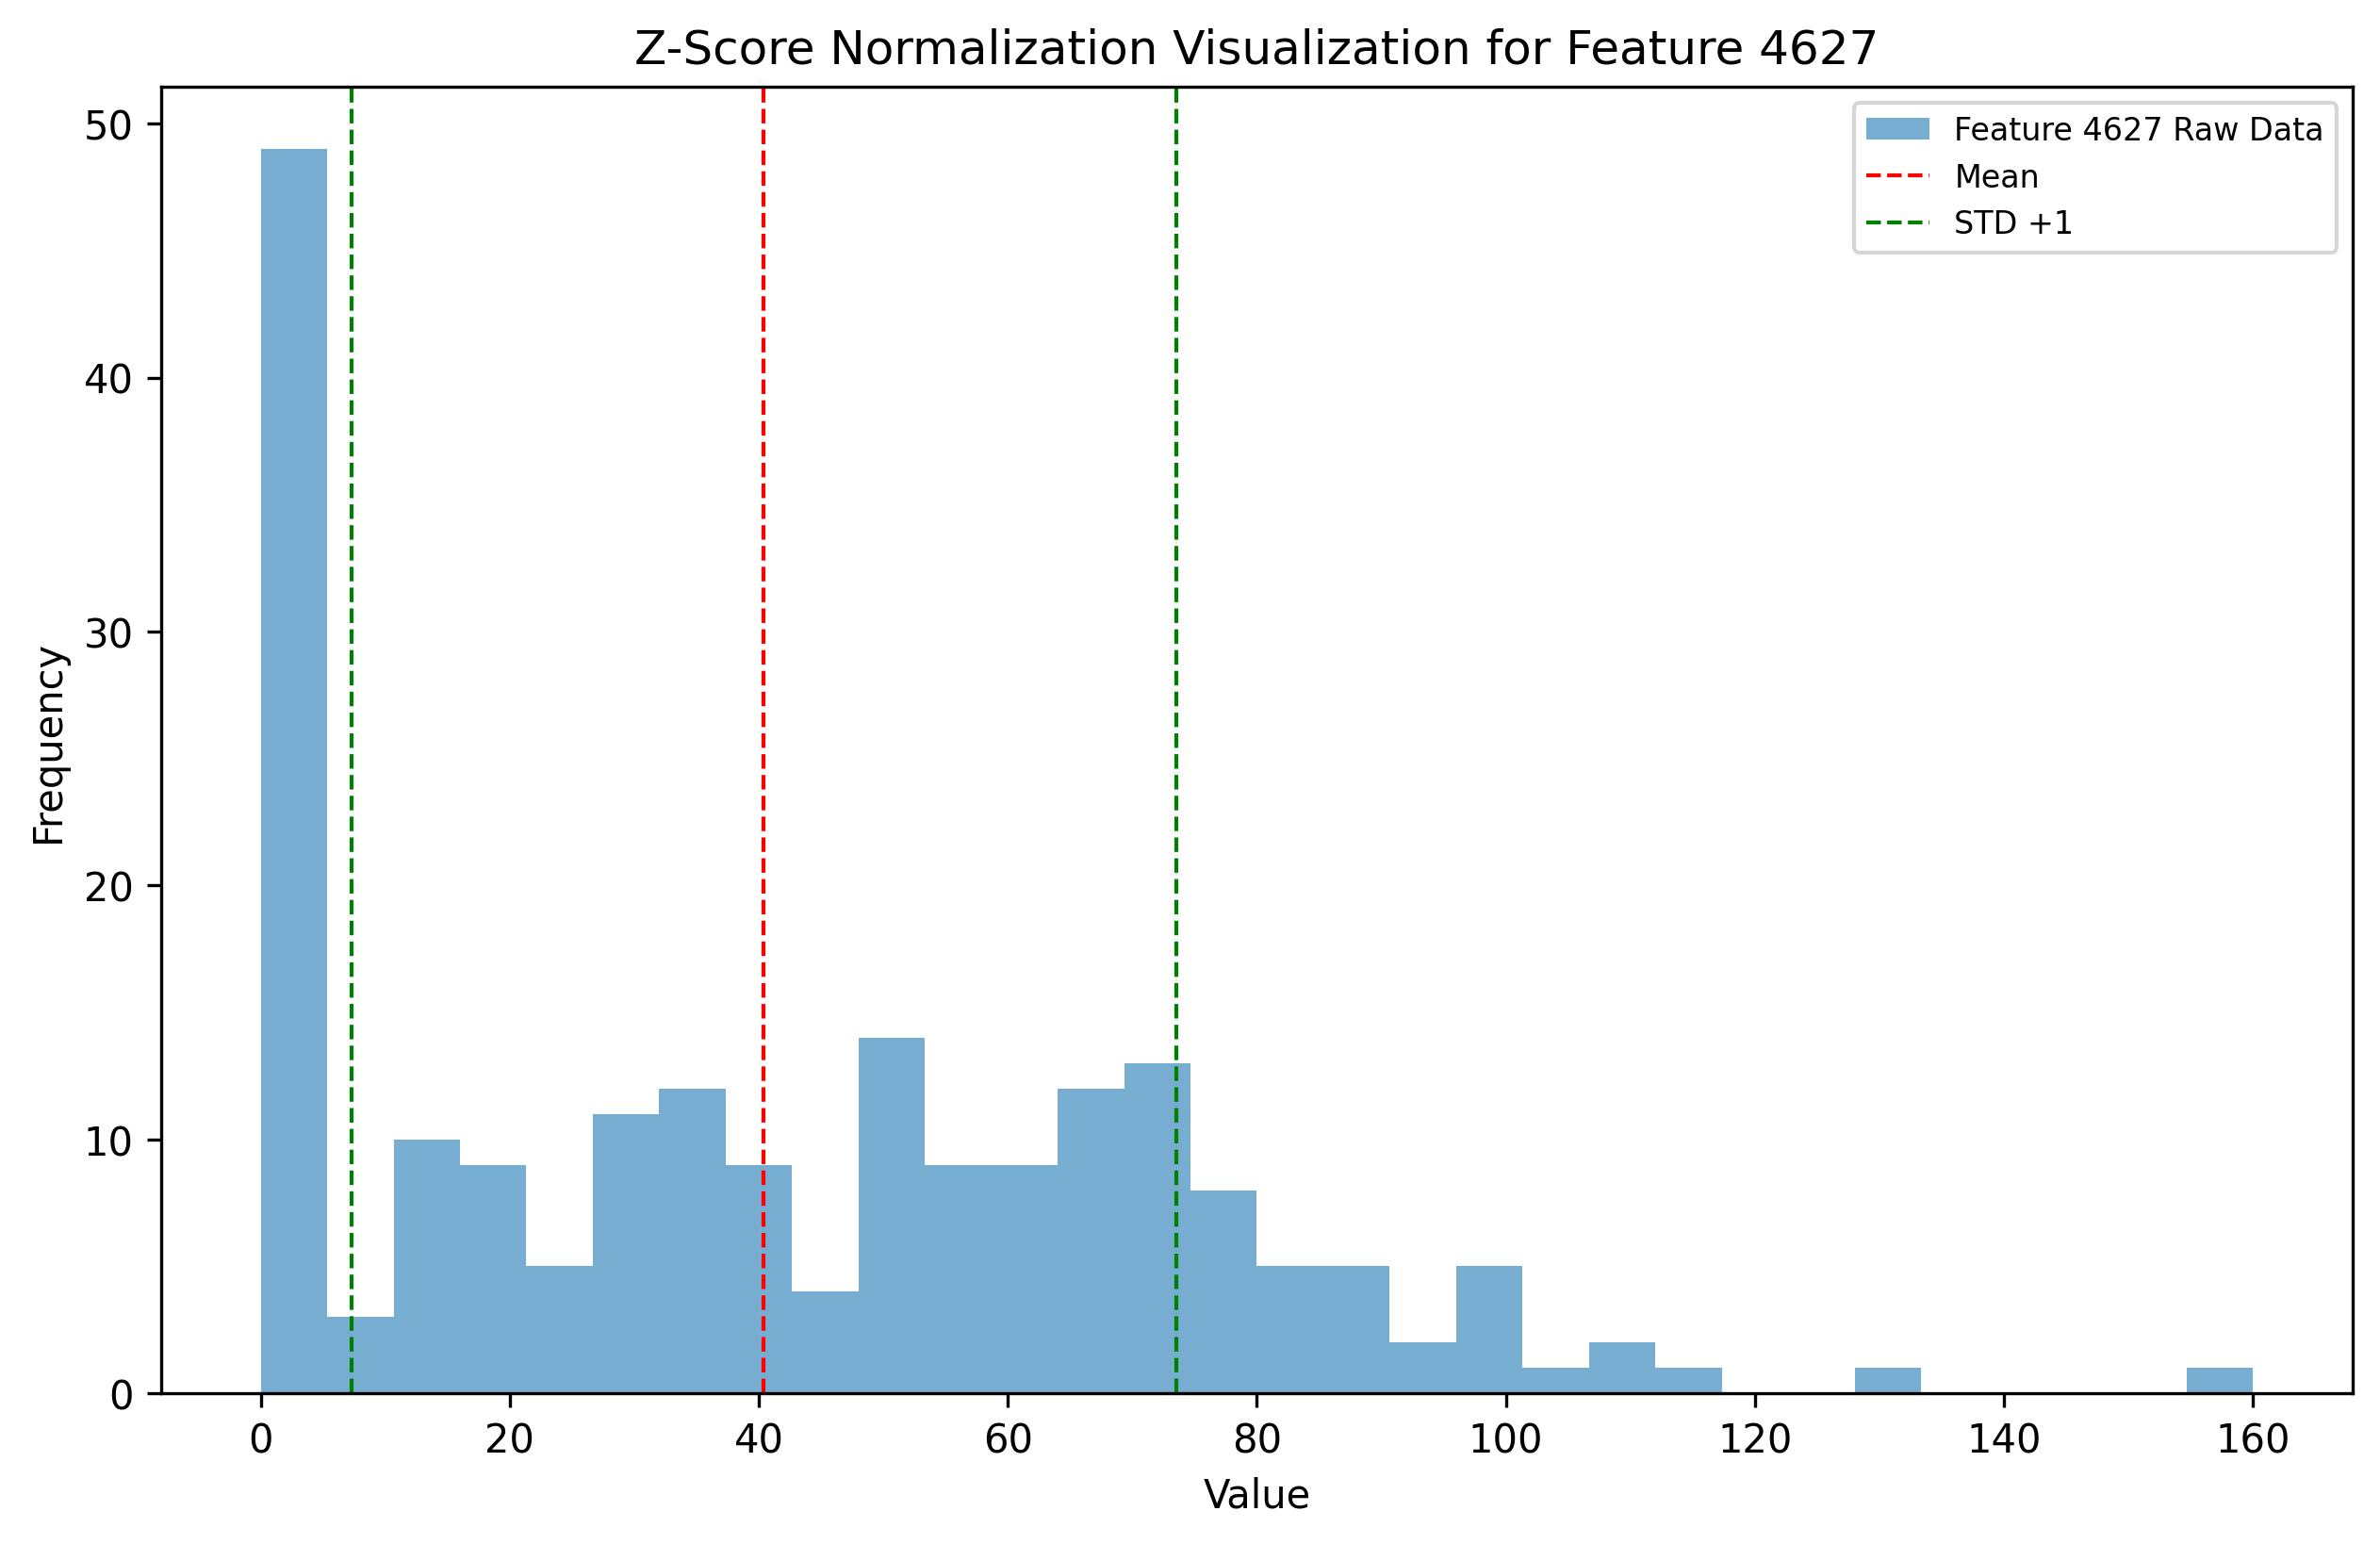 Z-Score Normalization Visualization for Feature 4627
Feature 4627 Raw Data
Mean
STD +1
Frequency
50
40
30
20
10
0
0 20 40 60 80 100 120 140 160
Value